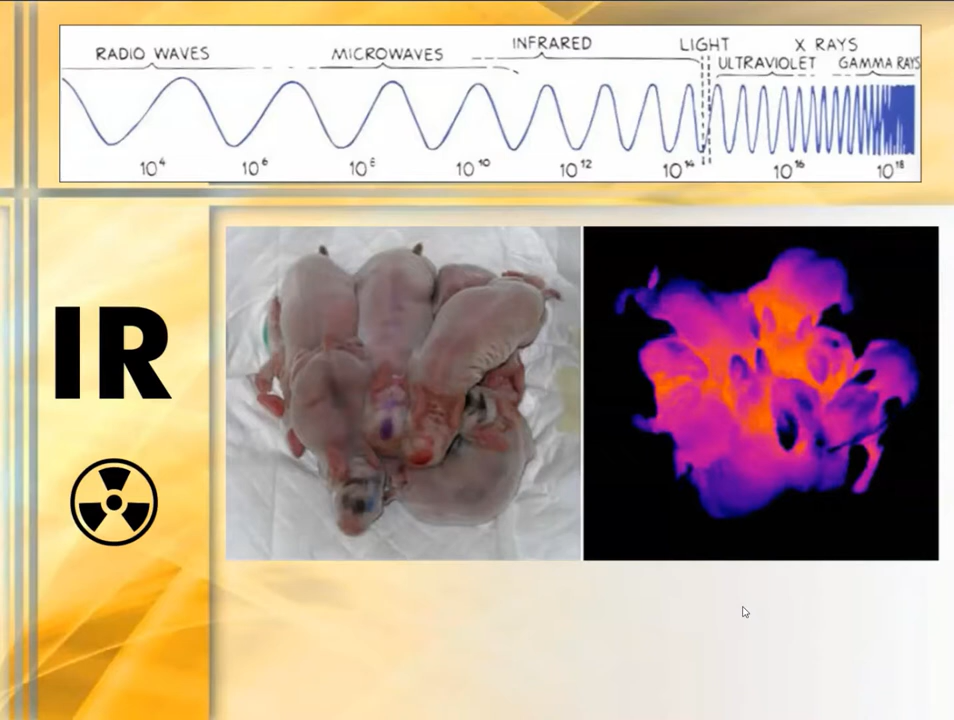 RADIO WAVES MICROWAVES INFRARED LIGHT X RAYS
ULTRAVIOLET GAMMA RAYS
10⁴ 10⁶ 10⁸ 10¹⁰ 10¹² 10¹⁴ 10¹⁶ 10¹⁸
IR